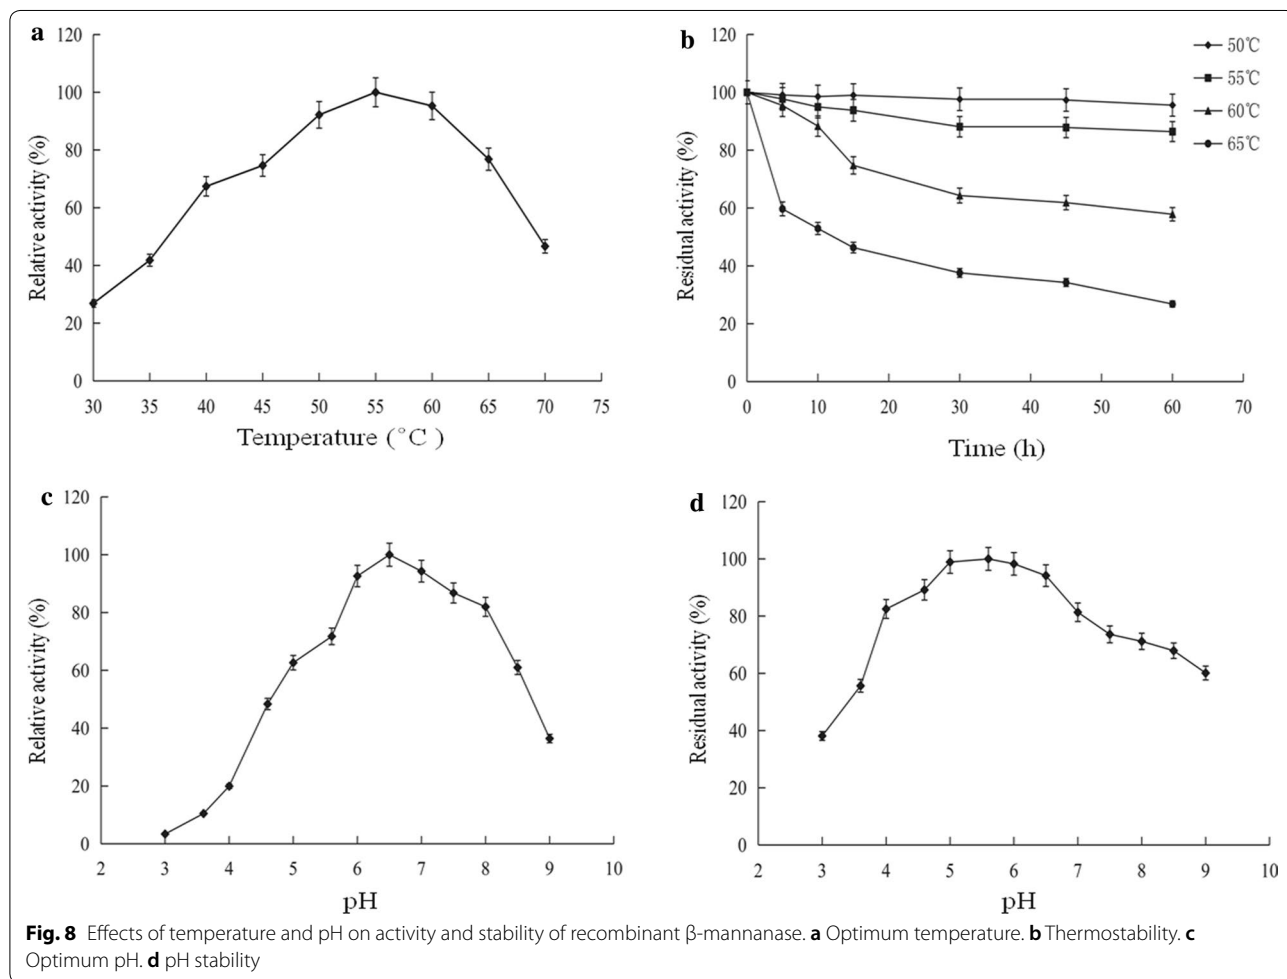 a
120
100
80
60
40
20
0
30 35 40 45 50 55 60 65 70 75
Relative activity (%)
Temperature (°C )
b
120
100
80
60
40
20
0
0 10 20 30 40 50 60 70
Residual activity (%)
Time (h)
50℃
55℃
60℃
65℃
c
120
100
80
60
40
20
0
2 3 4 5 6 7 8 9 10
Relative activity (%)
pH
d
120
100
80
60
40
20
0
2 3 4 5 6 7 8 9 10
Residual activity (%)
pH
Fig. 8 Effects of temperature and pH on activity and stability of recombinant β-mannanase. a Optimum temperature. b Thermostability. c
Optimum pH. d pH stability